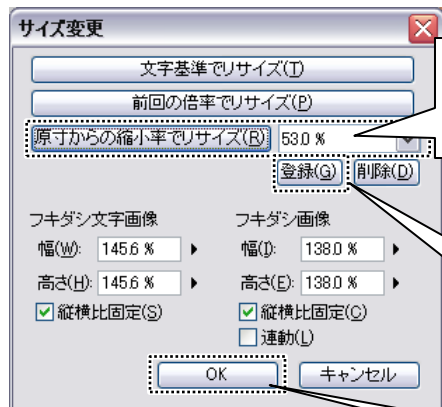 サイズ変更
文字基準でリサイズ(T)
前回の倍率でリサイズ(P)
原寸からの縮小率でリサイズ(R) 53.0 %
登録(G) 削除(D)
フキダシ文字画像 フキダシ画像
幅(W): 145.6 % 幅(I): 138.0 %
高さ(H): 145.6 % 高さ(E): 138.0 %
縦横比固定(S) 縦横比固定(C)
連動(L)
OK キャンセル